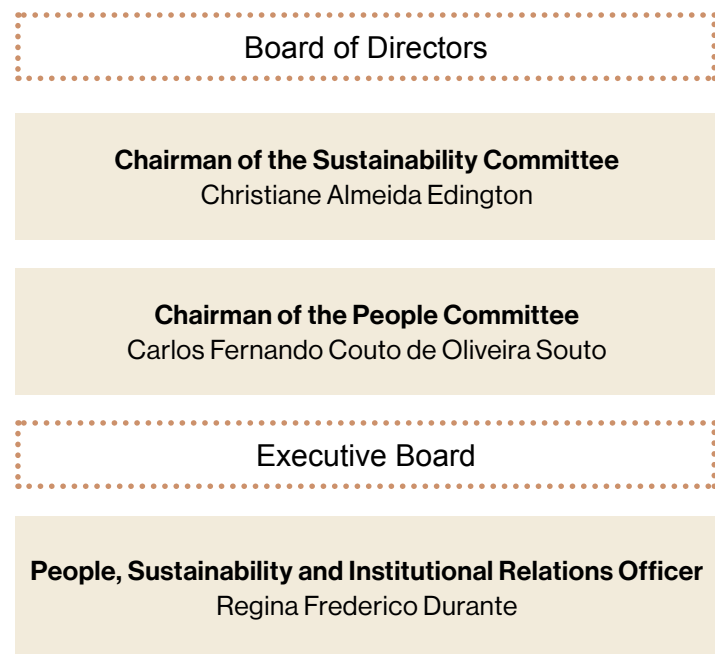 Board of Directors
Chairman of the Sustainability Committee
Christiane Almeida Edington
Chairman of the People Committee
Carlos Fernando Couto de Oliveira Souto
Executive Board
People, Sustainability and Institutional Relations Officer
Regina Frederico Durante